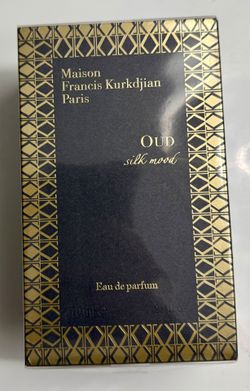 Maison
Francis Kurkdjian
Paris
OUD
silk mood
Eau de parfum